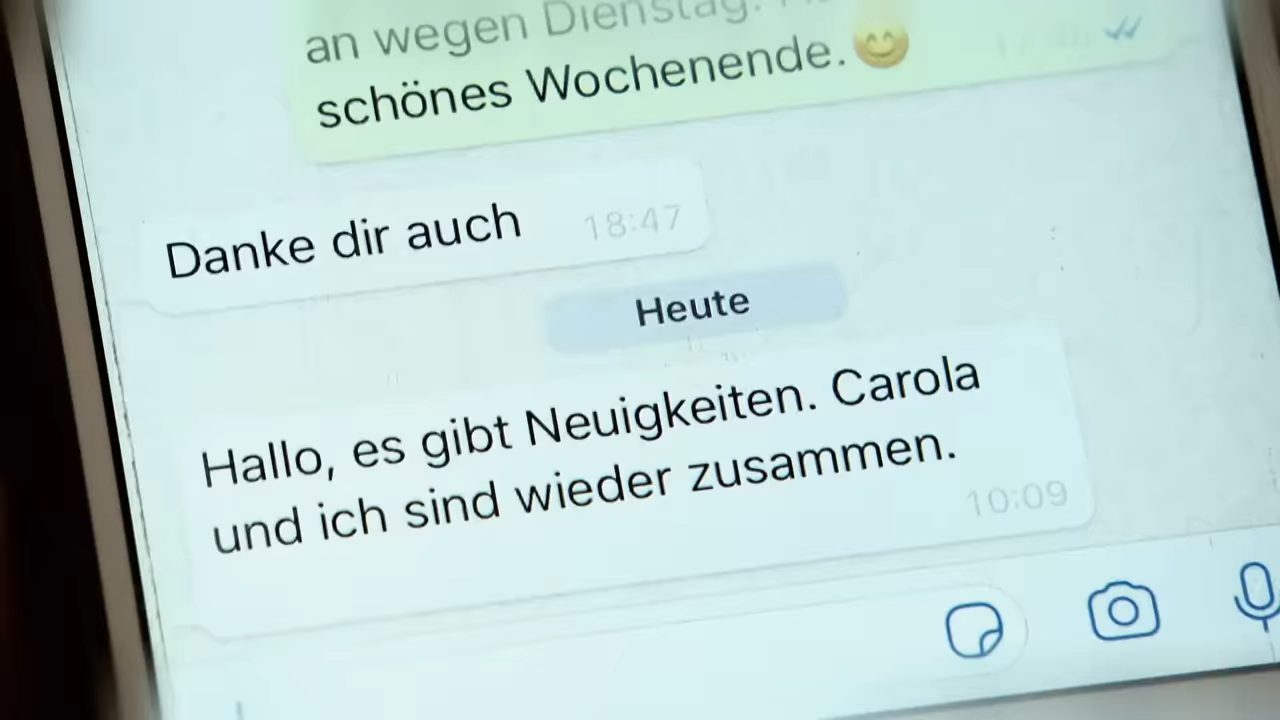 an wegen Dienstag.
schönes Wochenende. 😊
Danke dir auch 18:47
Heute
Hallo, es gibt Neuigkeiten. Carola
und ich sind wieder zusammen.
10:09